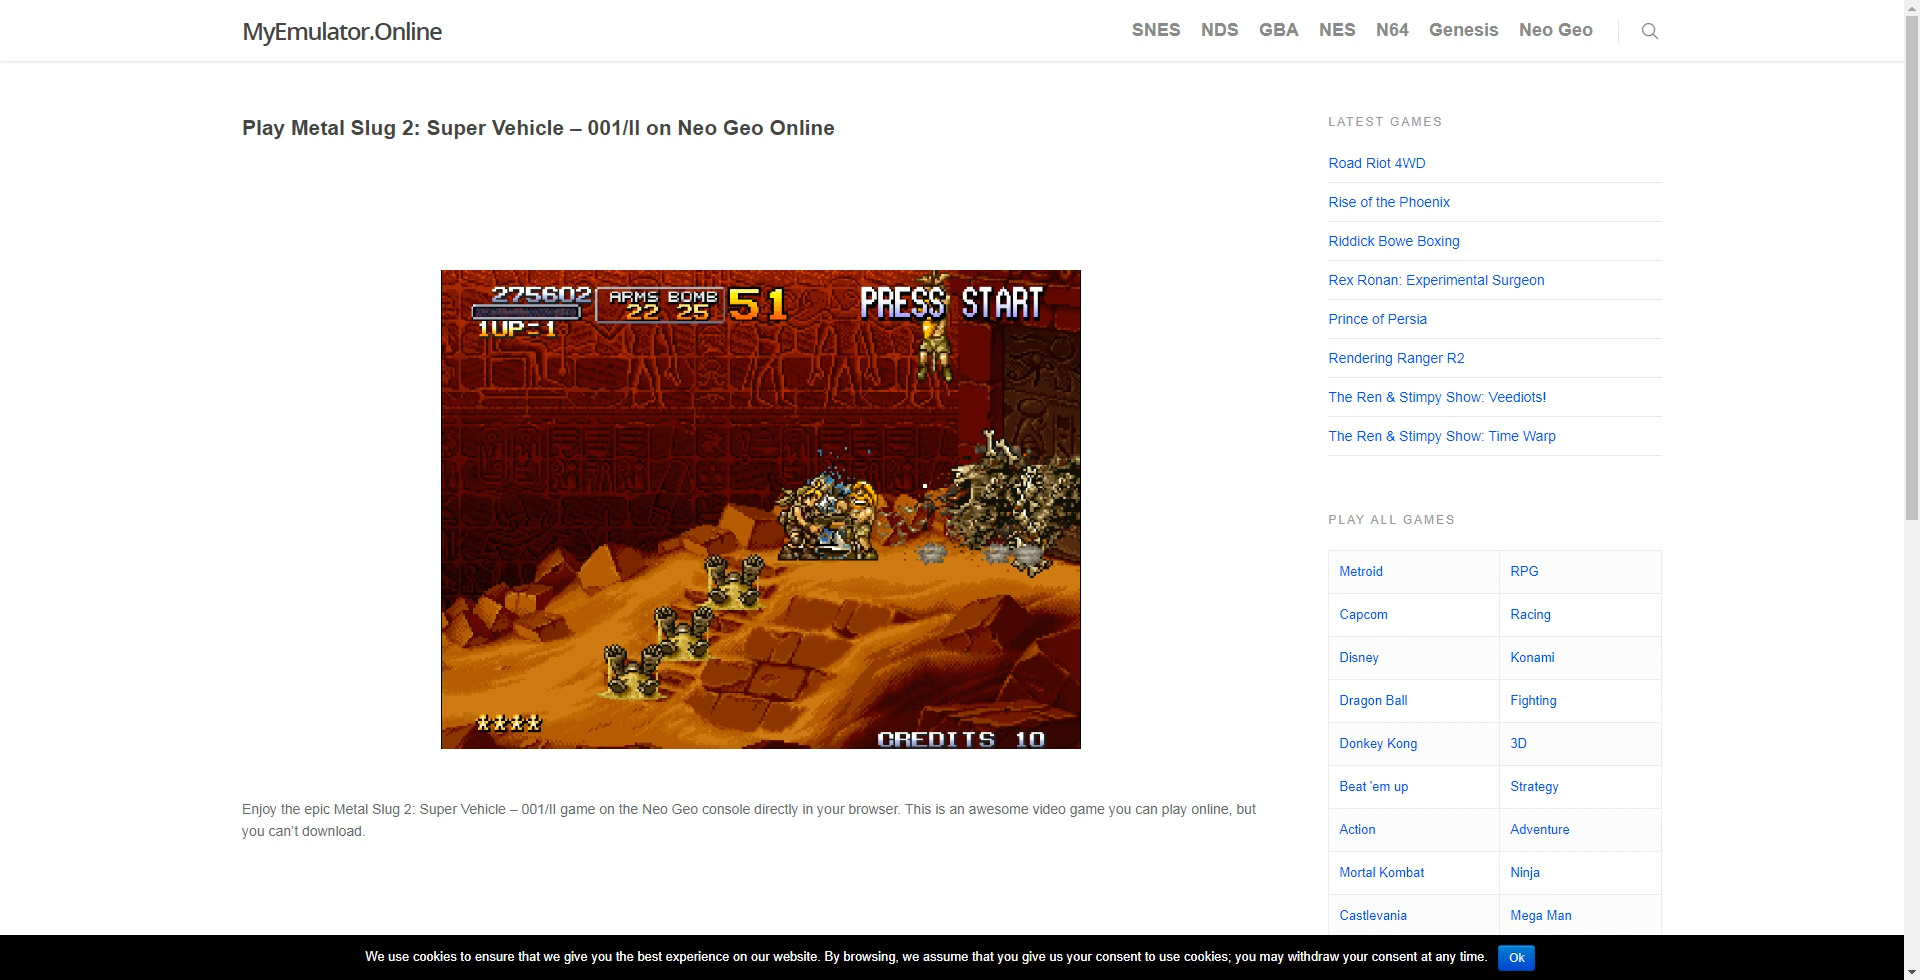 MyEmulator.Online
SNES NDS GBA NES N64 Genesis Neo Geo
Play Metal Slug 2: Super Vehicle – 001/II on Neo Geo Online
275602 ARMS BOMB 51 PRESS START
22 25
1UP=1
CREDITS 10
Enjoy the epic Metal Slug 2: Super Vehicle – 001/II game on the Neo Geo console directly in your browser. This is an awesome video game you can play online, but
you can’t download.
LATEST GAMES
Road Riot 4WD
Rise of the Phoenix
Riddick Bowe Boxing
Rex Ronan: Experimental Surgeon
Prince of Persia
Rendering Ranger R2
The Ren & Stimpy Show: Veediots!
The Ren & Stimpy Show: Time Warp
PLAY ALL GAMES
Metroid RPG
Capcom Racing
Disney Konami
Dragon Ball Fighting
Donkey Kong 3D
Beat ’em up Strategy
Action Adventure
Mortal Kombat Ninja
Castlevania Mega Man
We use cookies to ensure that we give you the best experience on our website. By browsing, we assume that you give us your consent to use cookies; you may withdraw your consent at any time. Ok